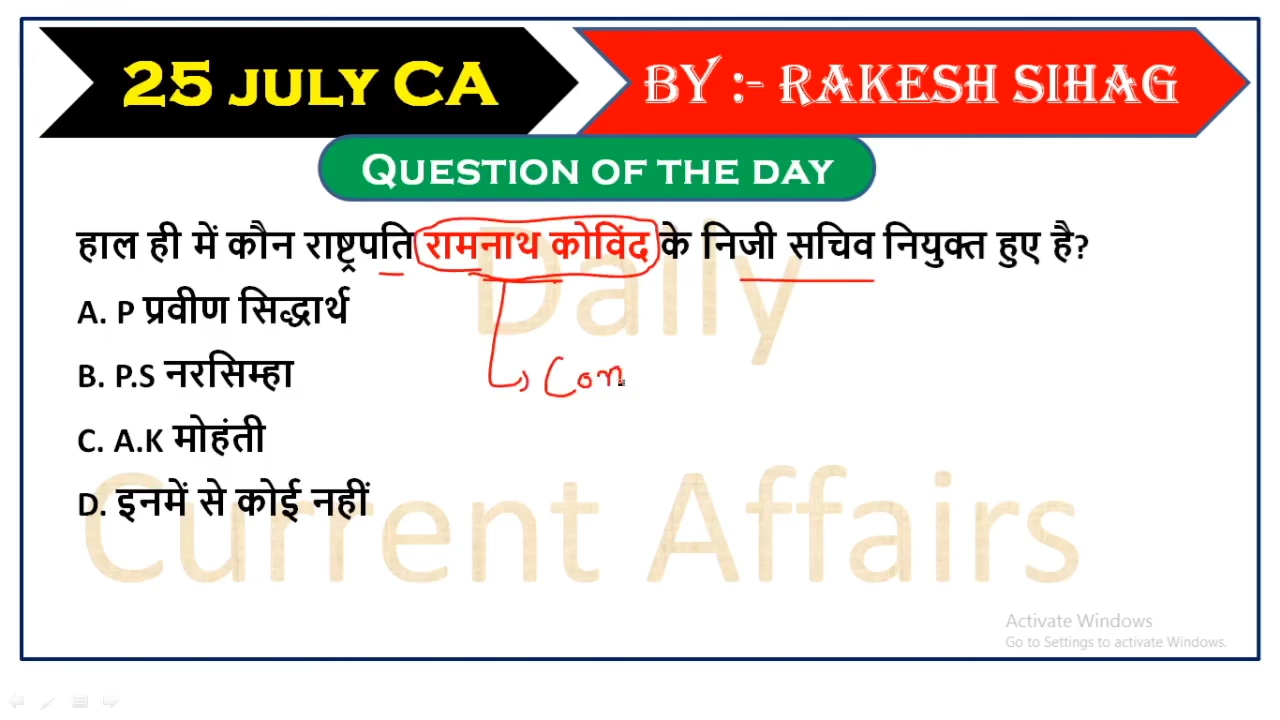 25 JULY CA
BY :- RAKESH SIHAG
QUESTION OF THE DAY
हाल ही में कौन राष्ट्रपति रामनाथ कोविंद के निजी सचिव नियुक्त हुए है?
A. P प्रवीण सिद्धार्थ
B. P.S नरसिम्हा
Com
C. A.K मोहंती
D. इनमें से कोई नहीं
Daily
Current Affairs
Activate Windows
Go to Settings to activate Windows.